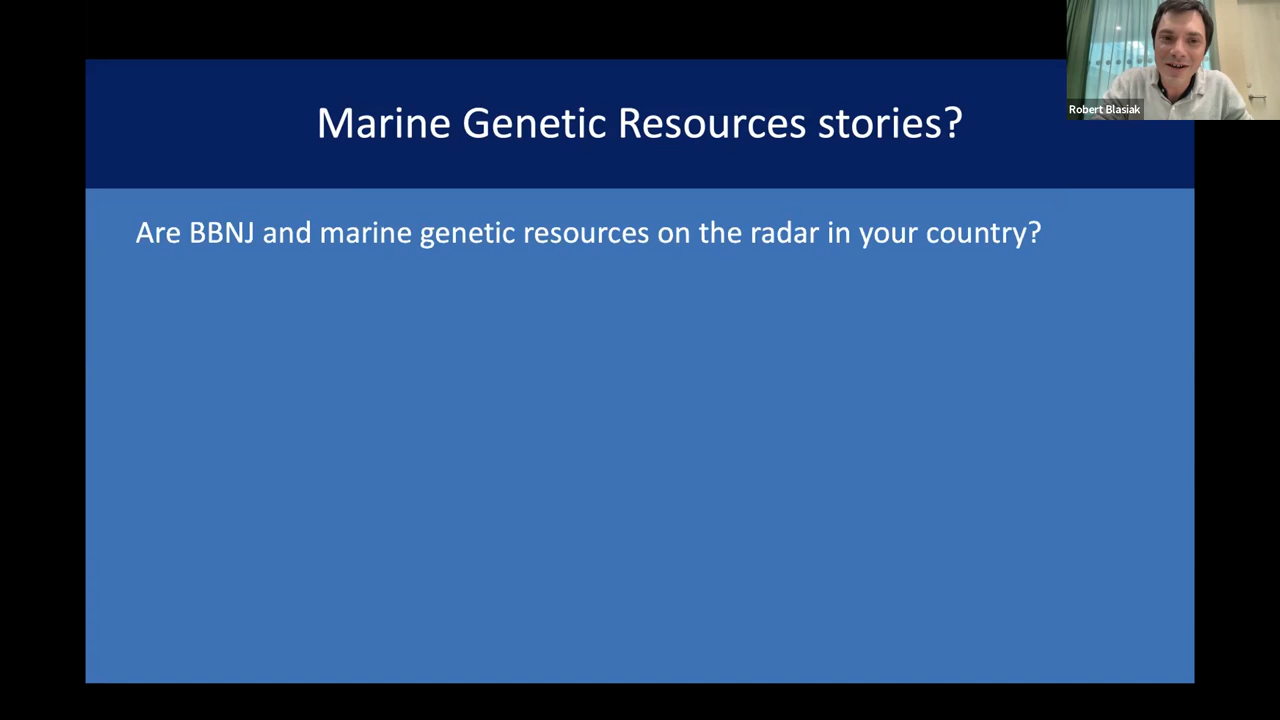 Marine Genetic Resources stories?
Robert Blasiak
Are BBNJ and marine genetic resources on the radar in your country?